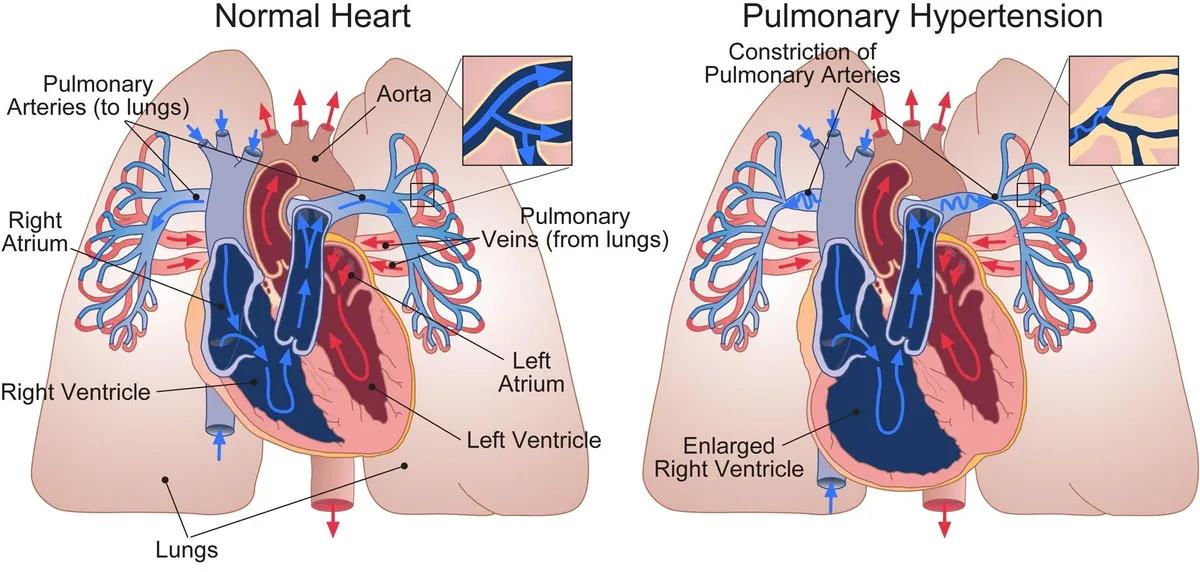 Normal Heart
Pulmonary
Arteries (to lungs)
Aorta
Right
Atrium
Pulmonary
Veins (from lungs)
Left
Atrium
Right Ventricle
Left Ventricle
Lungs
Pulmonary Hypertension
Constriction of
Pulmonary Arteries
Enlarged
Right Ventricle